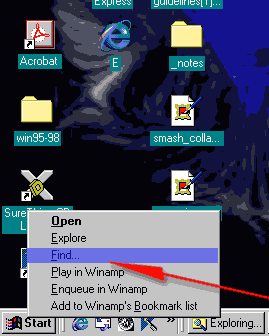 Express
guidelines[1]...
Acrobat
E
_notes
win95-98
smash_colla...
Open
Explore
Find...
Play in Winamp
Enqueue in Winamp
Add to Winamp's Bookmark list
Start
»
Exploring...